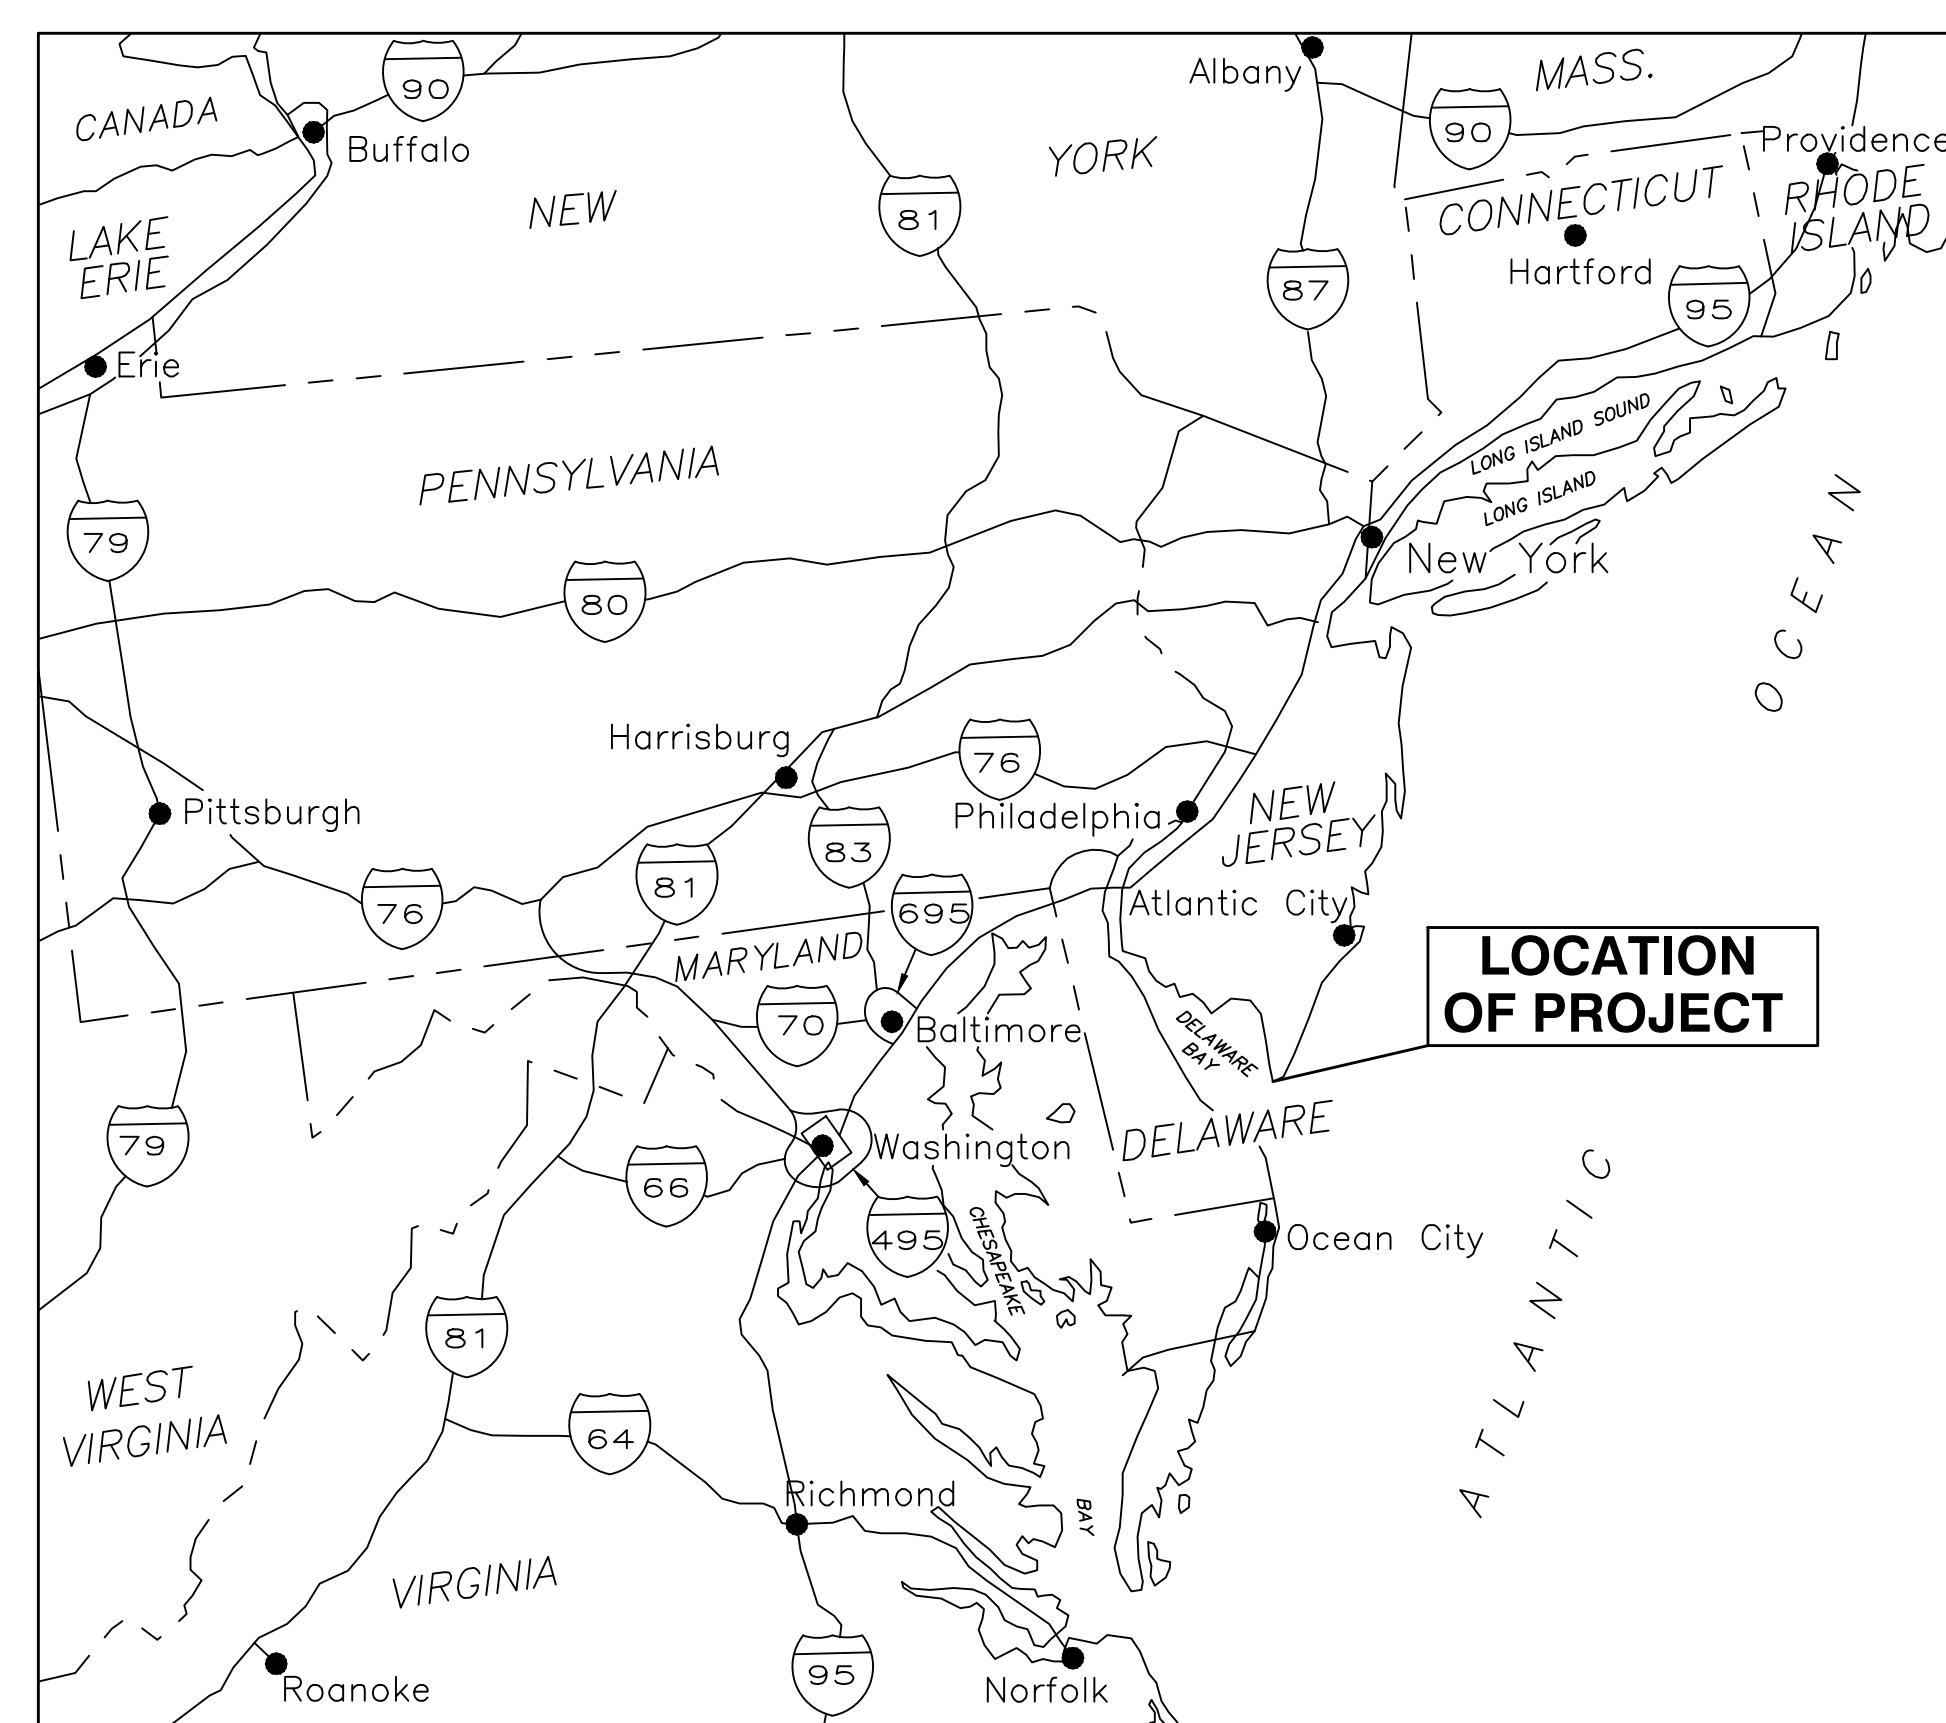 90
Albany
MASS.
CANADA
90
Buffalo
YORK
Providence
NEW
81
CONNECTICUT
RHODE
ISLAND
LAKE
ERIE
Hartford
87
95
Erie
LONG ISLAND SOUND
PENNSYLVANIA
LONG ISLAND
79
New York
OCEAN
80
Harrisburg
76
Pittsburgh
Philadelphia
NEW
JERSEY
83
81
76
695
Atlantic City
MARYLAND
LOCATION
OF PROJECT
70
Baltimore
DELAWARE
BAY
79
Washington
DELAWARE
66
495
CHESAPEAKE
Ocean City
81
ATLANTIC
WEST
VIRGINIA
64
Richmond
BAY
VIRGINIA
95
Roanoke
Norfolk